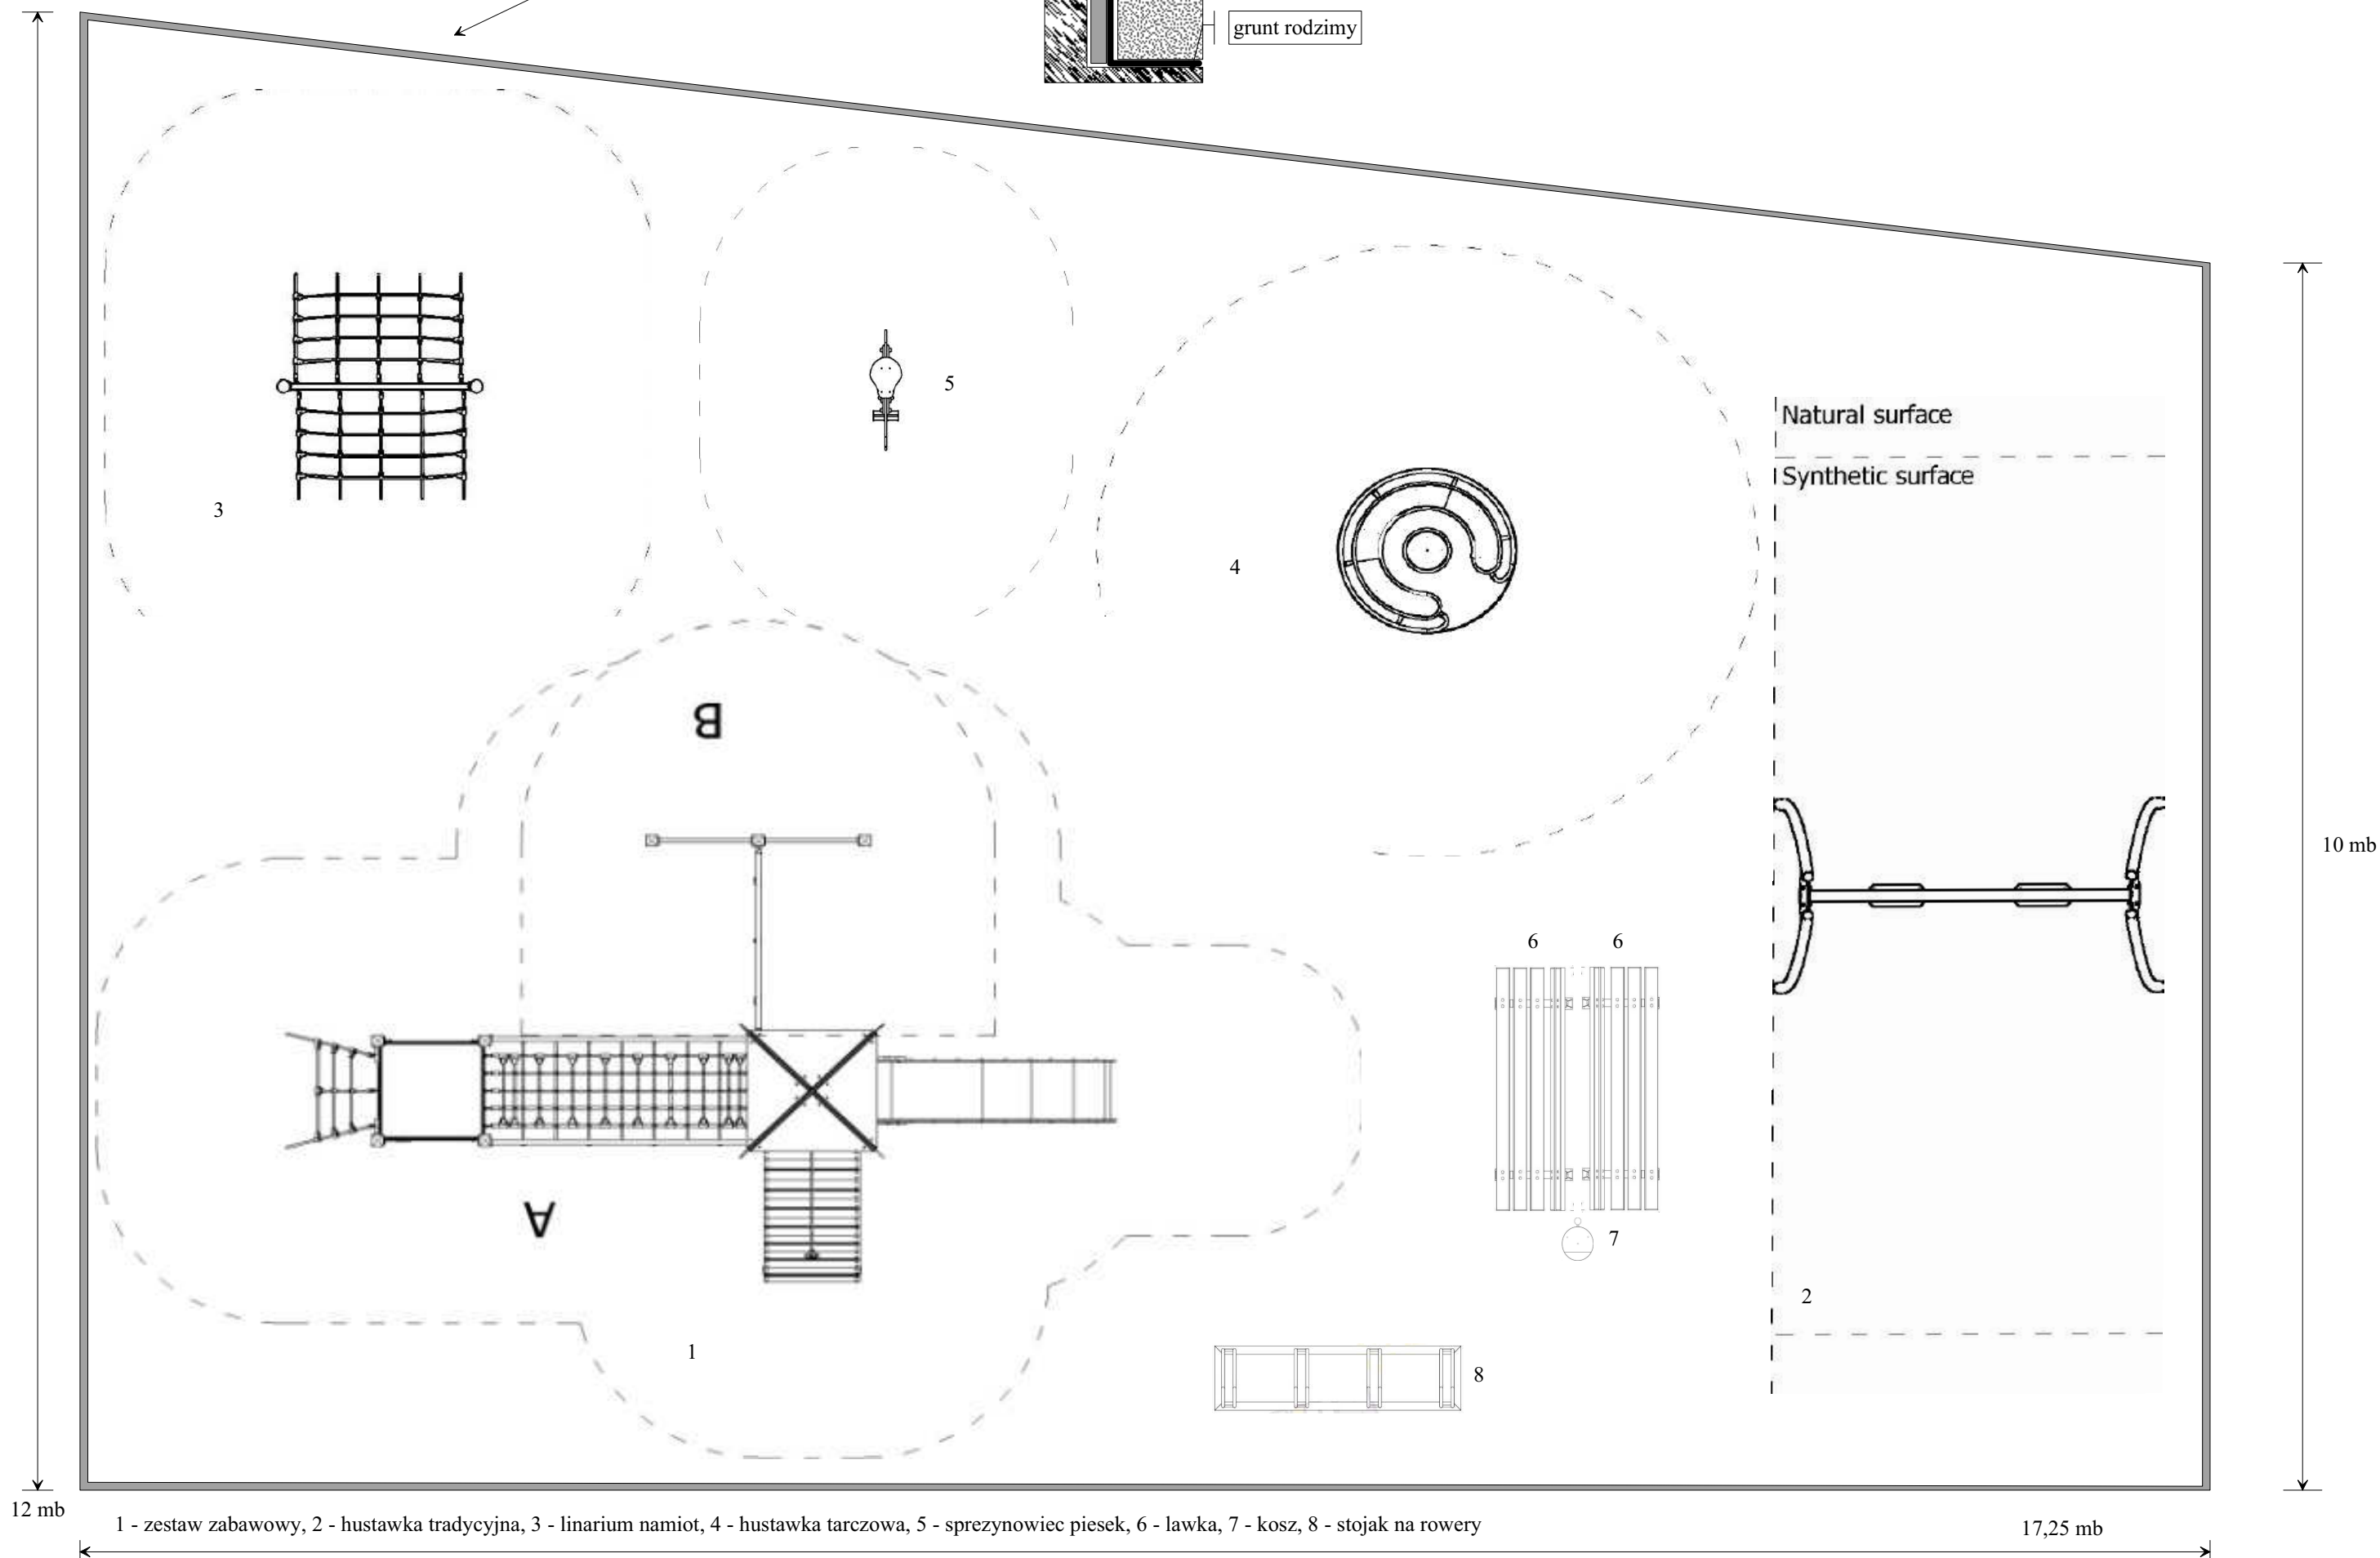 grunt rodzimy
5
Natural surface
Synthetic surface
3
4
B
10 mb
6 6
A
7
2
1
8
12 mb
1 - zestaw zabawowy, 2 - hustawka tradycyjna, 3 - linarium namiot, 4 - hustawka tarczowa, 5 - sprezynowiec piesek, 6 - lawka, 7 - kosz, 8 - stojak na rowery
17,25 mb